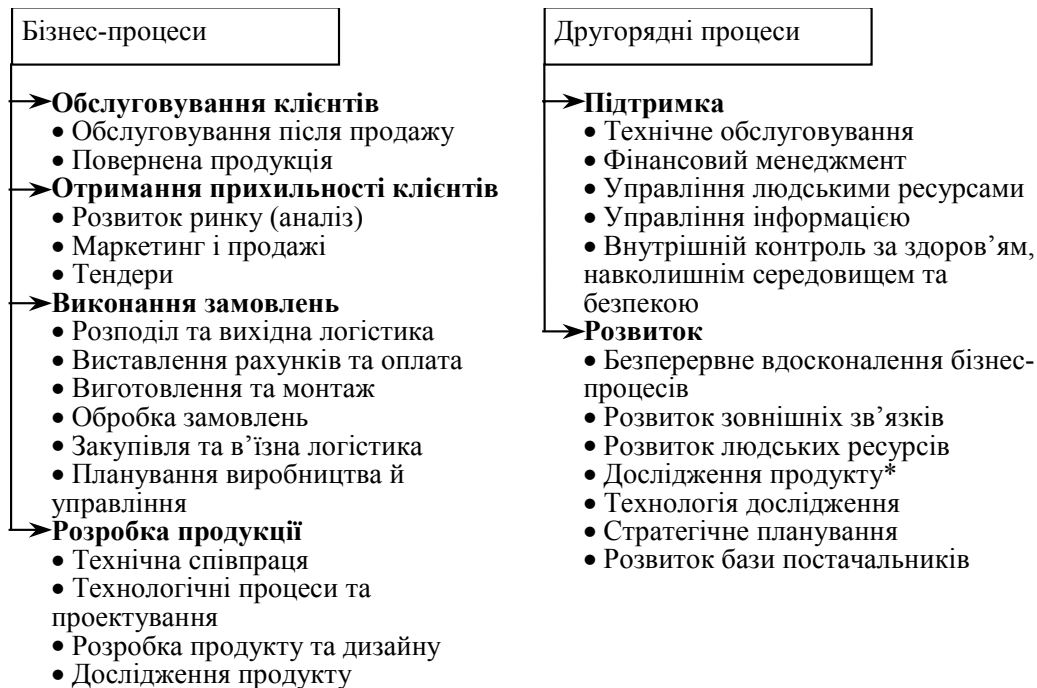 Бізнес-процеси
Обслуговування клієнтів
• Обслуговування після продажу
• Повернена продукція
Отримання прихильності клієнтів
• Розвиток ринку (аналіз)
• Маркетинг і продажі
• Тендери
Виконання замовлень
• Розподіл та вихідна логістика
• Виставлення рахунків та оплата
• Виготовлення та монтаж
• Обробка замовлень
• Закупівля та в’їзна логістика
• Планування виробництва й
управління
Розробка продукції
• Технічна співпраця
• Технологічні процеси та
проектування
• Розробка продукту та дизайну
• Дослідження продукту
Другорядні процеси
Підтримка
• Технічне обслуговування
• Фінансовий менеджмент
• Управління людськими ресурсами
• Управління інформацією
• Внутрішній контроль за здоров’ям,
навколишнім середовищем та
безпекою
Розвиток
• Безперервне вдосконалення бізнес-
процесів
• Розвиток зовнішніх зв’язків
• Розвиток людських ресурсів
• Дослідження продукту*
• Технологія дослідження
• Стратегічне планування
• Розвиток бази постачальників